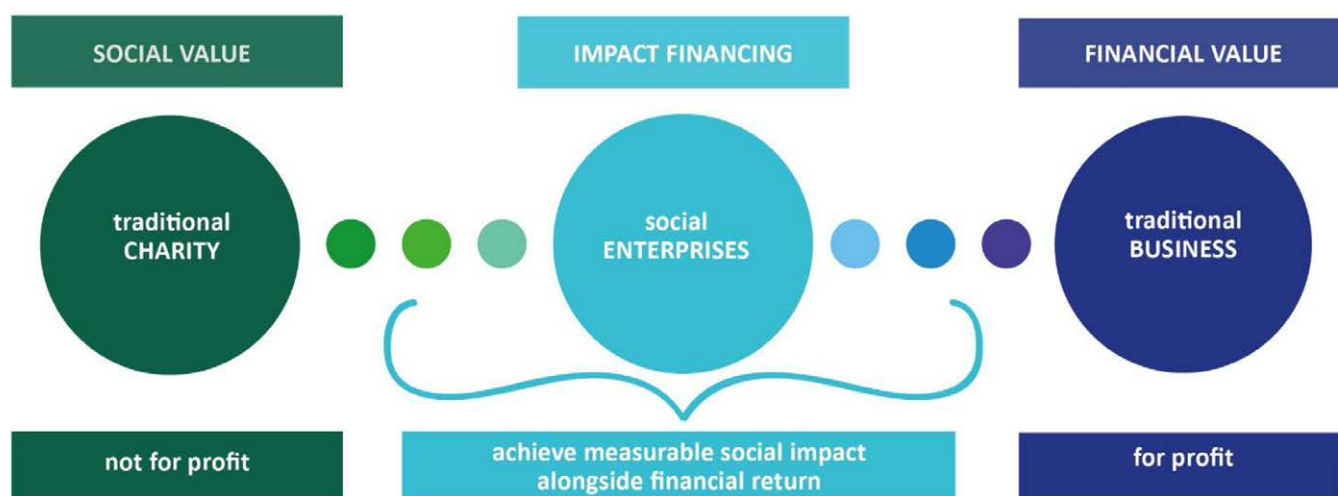 SOCIAL VALUE
IMPACT FINANCING
FINANCIAL VALUE
traditional
CHARITY
social
ENTERPRISES
traditional
BUSINESS
not for profit
achieve measurable social impact
alongside financial return
for profit